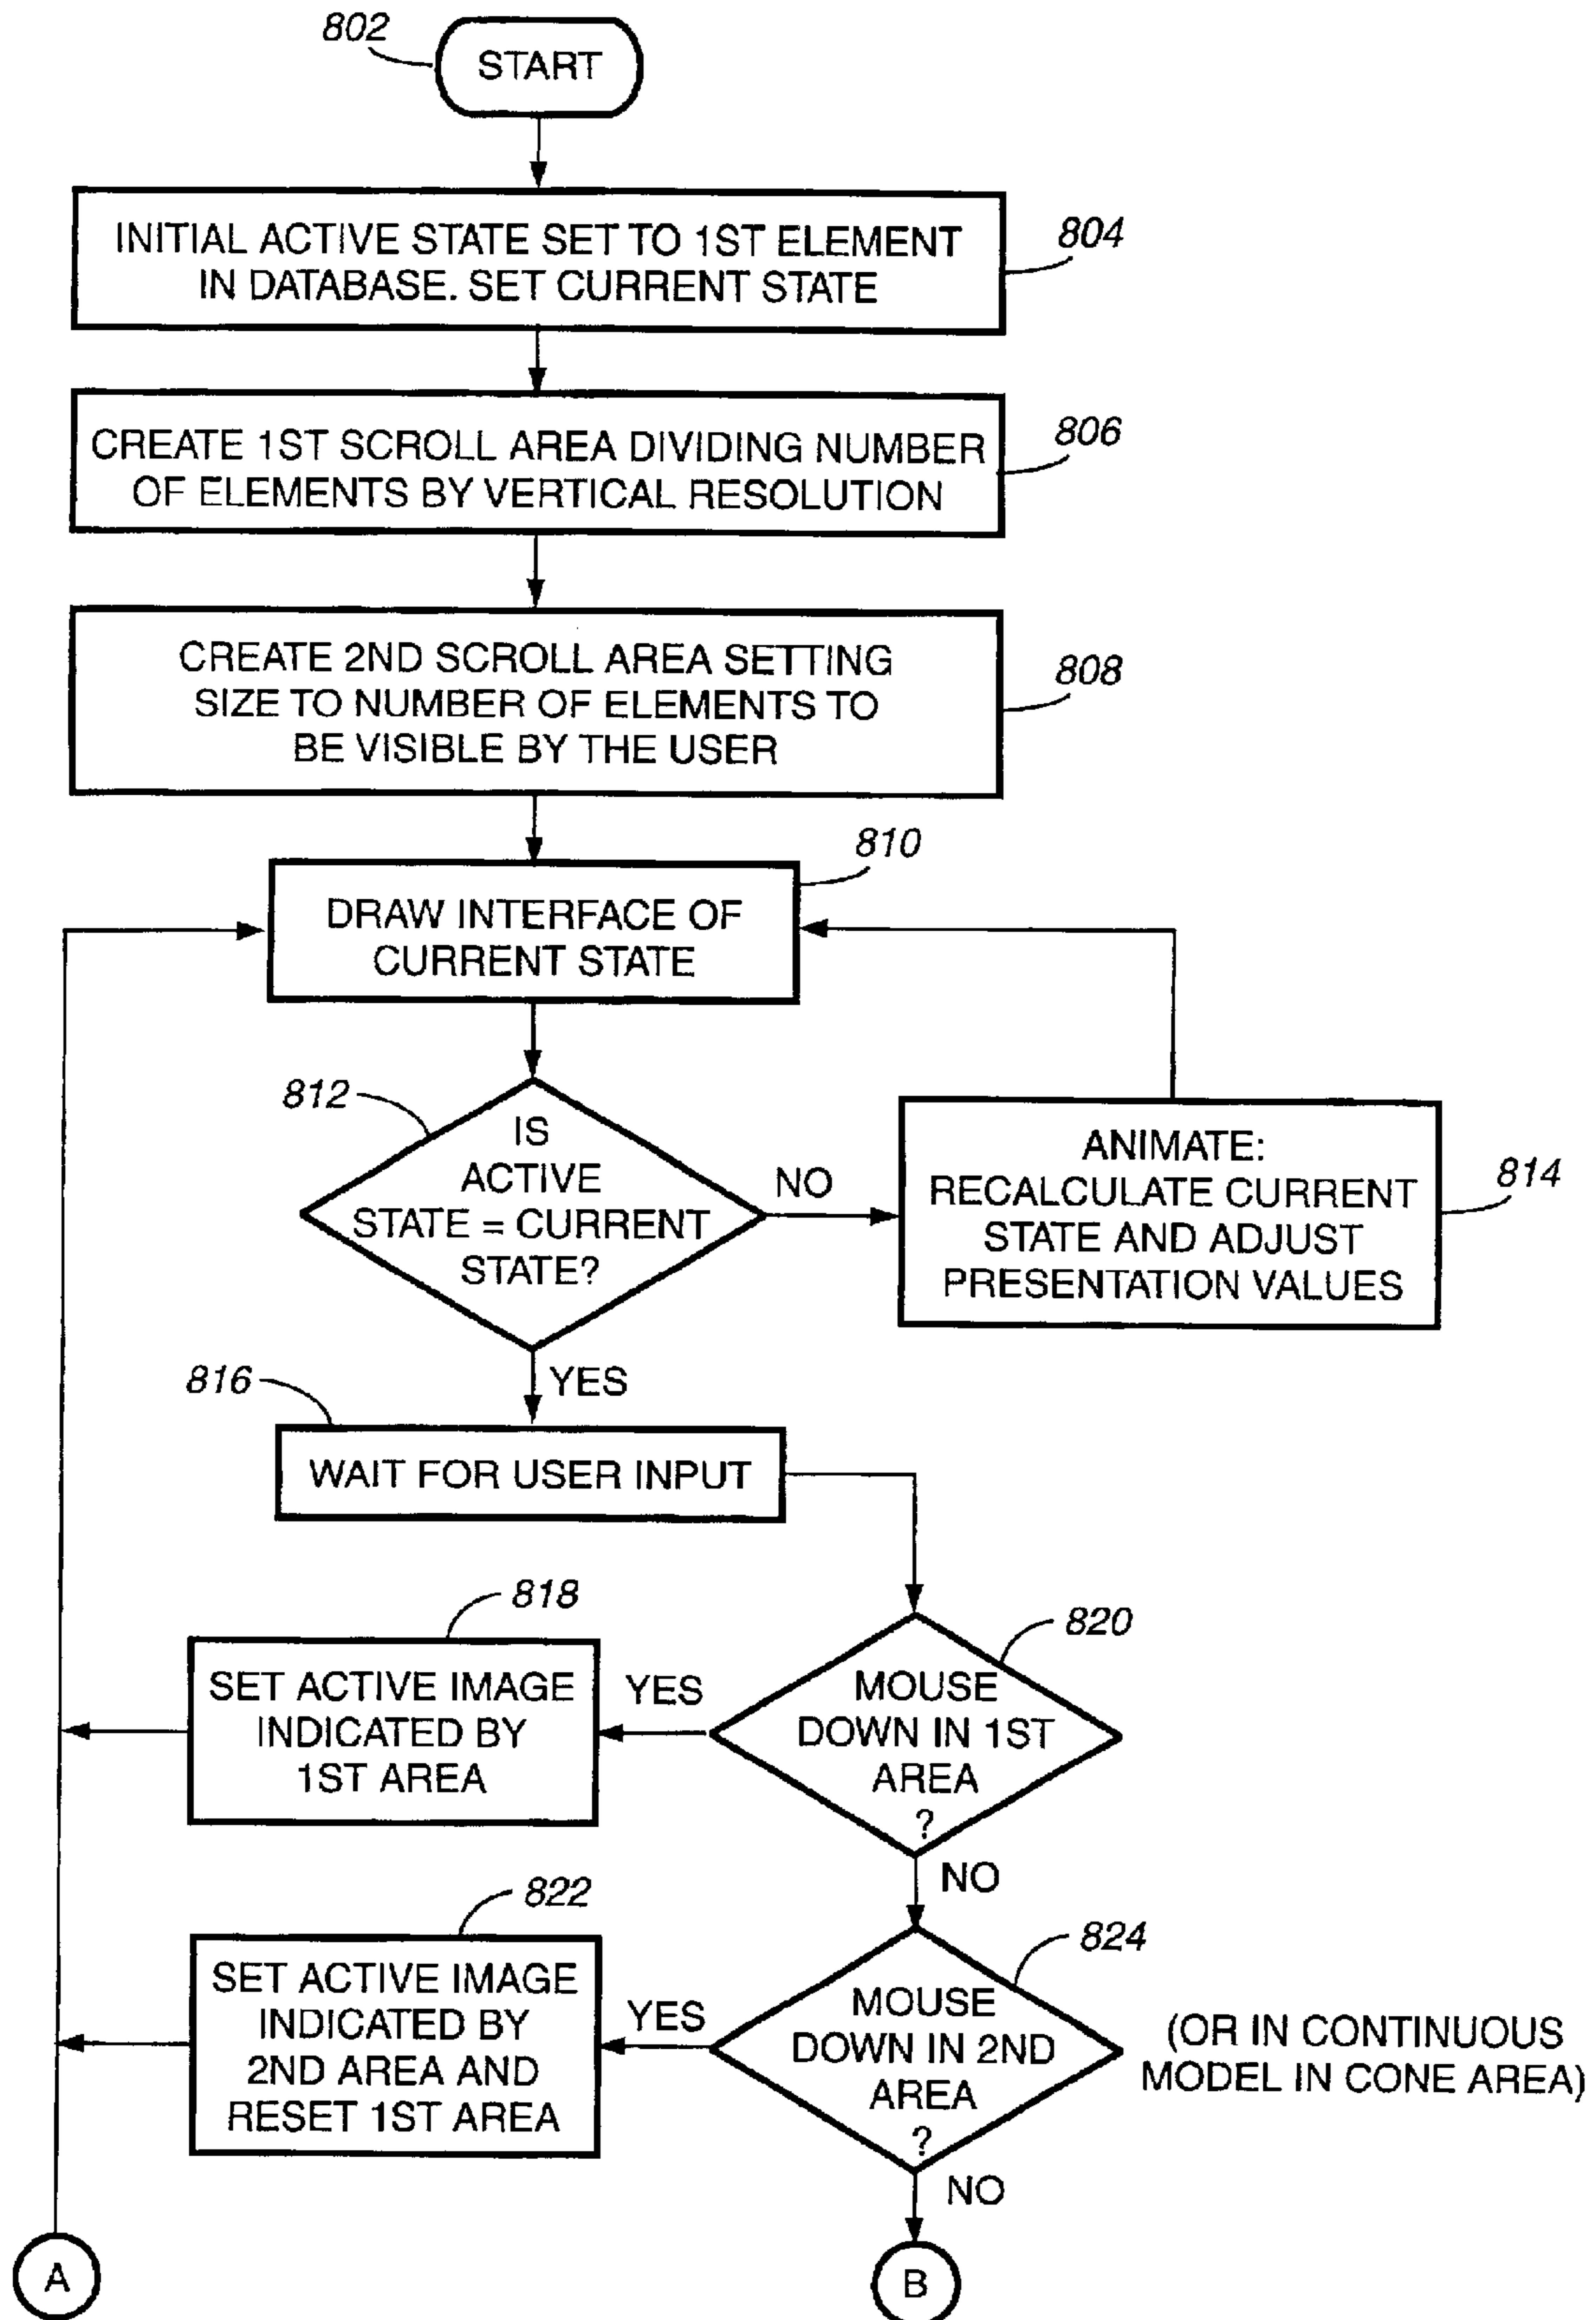 802
START
INITIAL ACTIVE STATE SET TO 1ST ELEMENT
IN DATABASE. SET CURRENT STATE
804
CREATE 1ST SCROLL AREA DIVIDING NUMBER
OF ELEMENTS BY VERTICAL RESOLUTION
806
CREATE 2ND SCROLL AREA SETTING
SIZE TO NUMBER OF ELEMENTS TO
BE VISIBLE BY THE USER
808
810
DRAW INTERFACE OF
CURRENT STATE
812
IS
ACTIVE
STATE = CURRENT
STATE?
NO
ANIMATE:
RECALCULATE CURRENT
STATE AND ADJUST
PRESENTATION VALUES
814
YES
816
WAIT FOR USER INPUT
818
SET ACTIVE IMAGE
INDICATED BY
1ST AREA
YES
820
MOUSE
DOWN IN 1ST
AREA
?
NO
822
SET ACTIVE IMAGE
INDICATED BY
2ND AREA AND
RESET 1ST AREA
YES
824
MOUSE
DOWN IN 2ND
AREA
?
(OR IN CONTINUOUS
MODEL IN CONE AREA)
NO
A
B